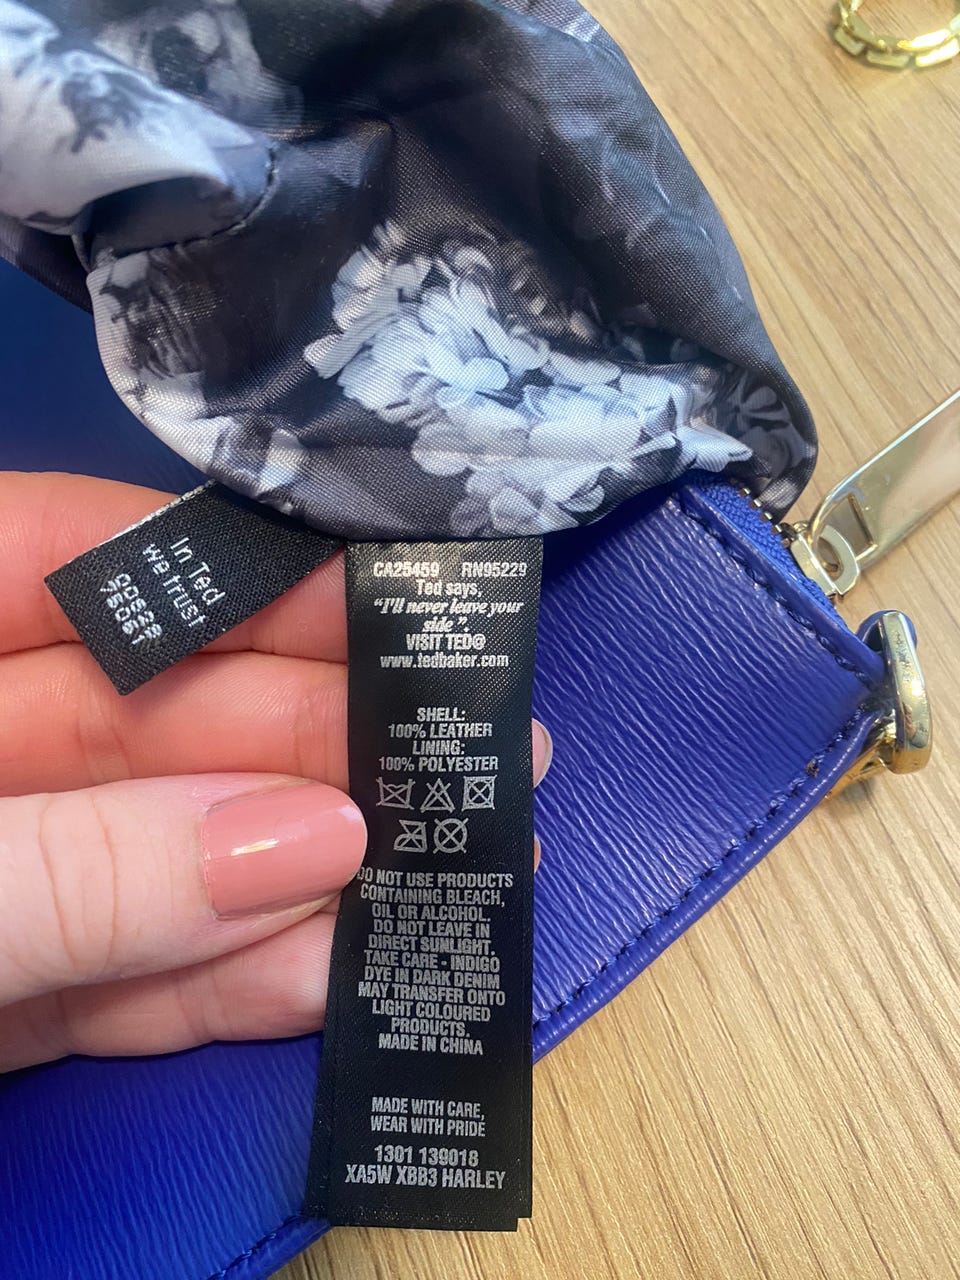 In Ted
we trust
CA25459 RN95229
Ted says,
"I'll never leave your
side".
VISIT TED@
www.tedbaker.com
SHELL:
100% LEATHER
LINING:
100% POLYESTER
DO NOT USE PRODUCTS
CONTAINING BLEACH,
OIL OR ALCOHOL.
DO NOT LEAVE IN
DIRECT SUNLIGHT.
TAKE CARE - INDIGO
DYE IN DARK DENIM
MAY TRANSFER ONTO
LIGHT COLOURED
PRODUCTS.
MADE IN CHINA
MADE WITH CARE,
WEAR WITH PRIDE
1301 139018
XA5W XBB3 HARLEY